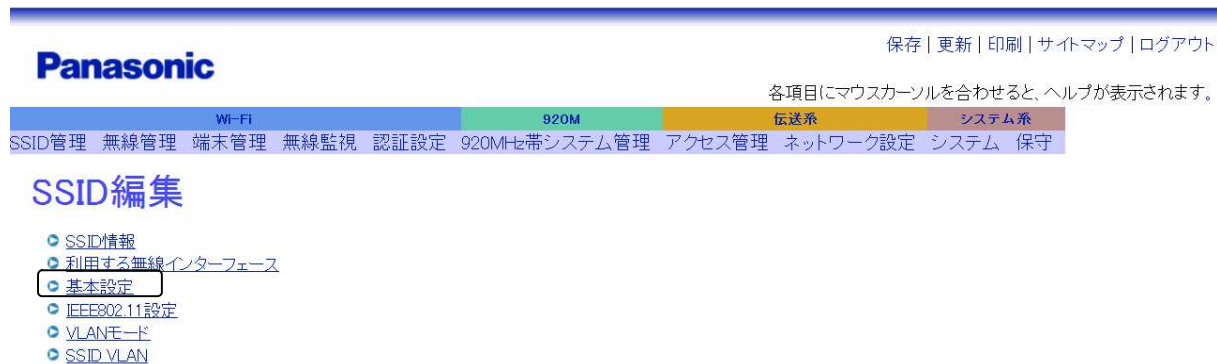 保存 | 更新 | 印刷 | サイトマップ | ログアウト
Panasonic
各項目にマウスカーソルを合わせると、ヘルプが表示されます。
Wi-Fi 920M 伝送系 システム系
SSID管理 無線管理 端末管理 無線監視 認証設定 920MHz帯システム管理 アクセス管理 ネットワーク設定 システム 保守
SSID編集
SSID情報
利用する無線インターフェース
基本設定
IEEE802.11設定
VLANモード
SSID VLAN